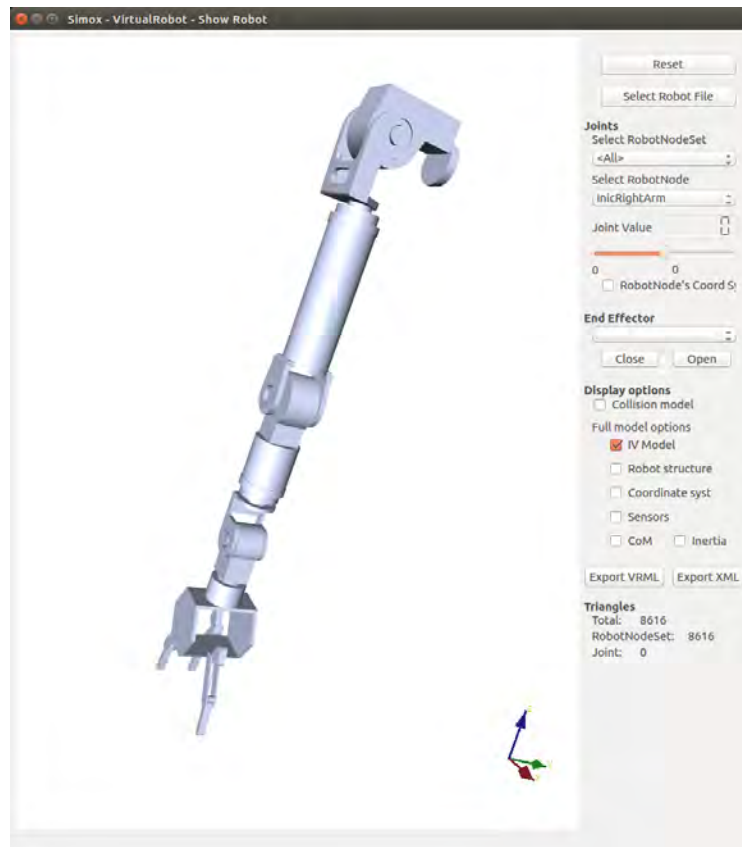 Simox - VirtualRobot - Show Robot
Reset
Select Robot File
Joints
Select RobotNodeSet
<All>
Select RobotNode
InicRightArm
Joint Value
0 0
RobotNode's Coord Sy
End Effector
Close Open
Display options
Collision model
Full model options
IV Model
Robot structure
Coordinate syst
Sensors
CoM Inertia
Export VRML Export XML
Triangles
Total: 8616
RobotNodeSet: 8616
Joint: 0